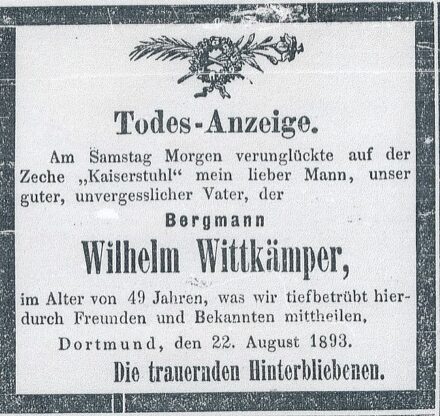 Todes-Anzeige.
Am Samstag Morgen verunglückte auf der
Zeche „Kaiserstuhl“ mein lieber Mann, unser
guter, unvergesslicher Vater, der
Bergmann
Wilhelm Wittkämper,
im Alter von 49 Jahren, was wir tiefbetrübt hier-
durch Freunden und Bekannten mittheilen.
Dortmund, den 22. August 1893.
Die trauernden Hinterbliebenen.